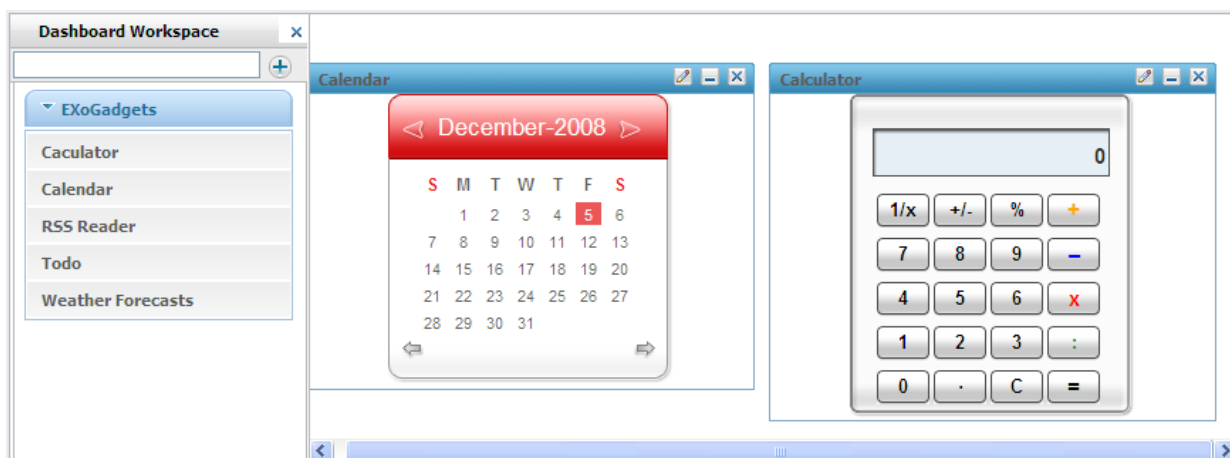 Dashboard Workspace
EXoGadgets
Caculator
Calendar
RSS Reader
Todo
Weather Forecasts
Calendar
December-2008
S M T W T F S
1 2 3 4 5 6
7 8 9 10 11 12 13
14 15 16 17 18 19 20
21 22 23 24 25 26 27
28 29 30 31
Calculator
0
1/x +/- % +
7 8 9 −
4 5 6 x
1 2 3 :
0 . C =